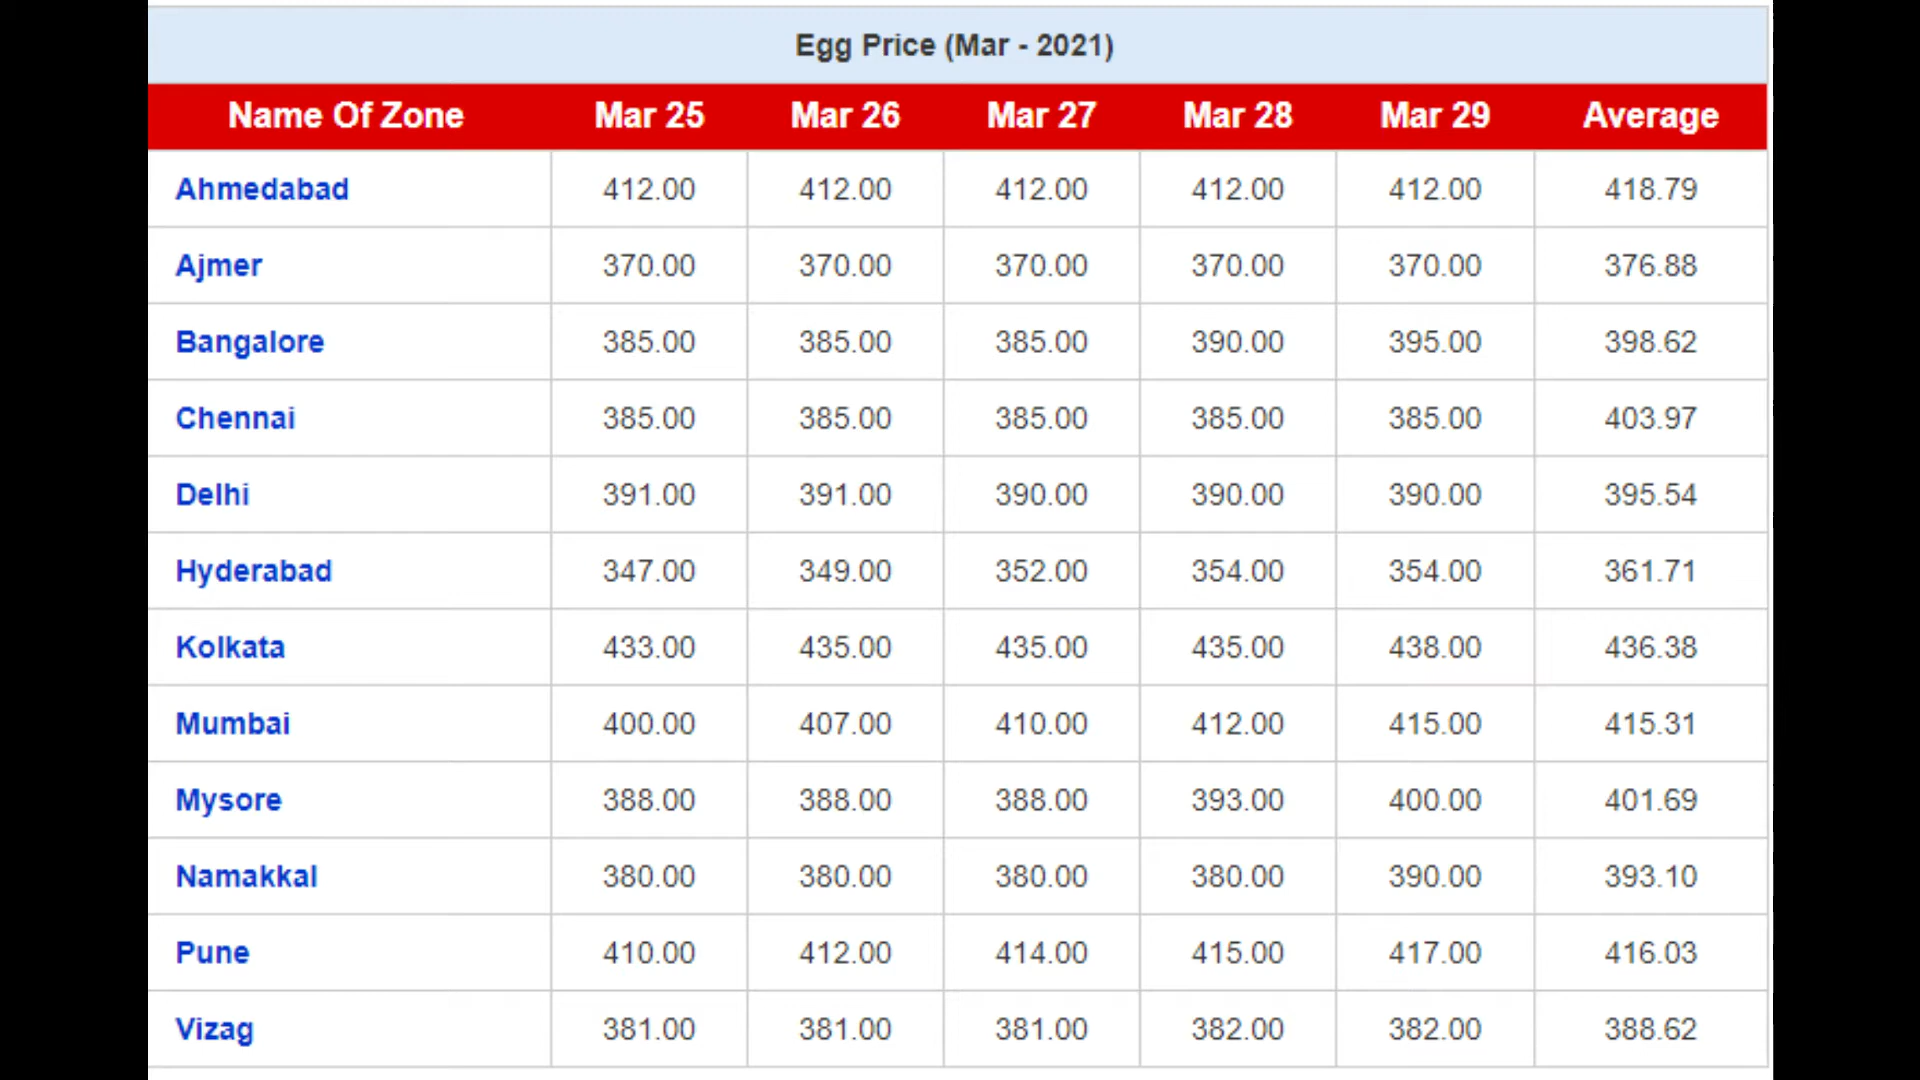 Egg Price (Mar - 2021)
Name Of Zone Mar 25 Mar 26 Mar 27 Mar 28 Mar 29 Average
Ahmedabad 412.00 412.00 412.00 412.00 412.00 418.79
Ajmer 370.00 370.00 370.00 370.00 370.00 376.88
Bangalore 385.00 385.00 385.00 390.00 395.00 398.62
Chennai 385.00 385.00 385.00 385.00 385.00 403.97
Delhi 391.00 391.00 390.00 390.00 390.00 395.54
Hyderabad 347.00 349.00 352.00 354.00 354.00 361.71
Kolkata 433.00 435.00 435.00 435.00 438.00 436.38
Mumbai 400.00 407.00 410.00 412.00 415.00 415.31
Mysore 388.00 388.00 388.00 393.00 400.00 401.69
Namakkal 380.00 380.00 380.00 380.00 390.00 393.10
Pune 410.00 412.00 414.00 415.00 417.00 416.03
Vizag 381.00 381.00 381.00 382.00 382.00 388.62